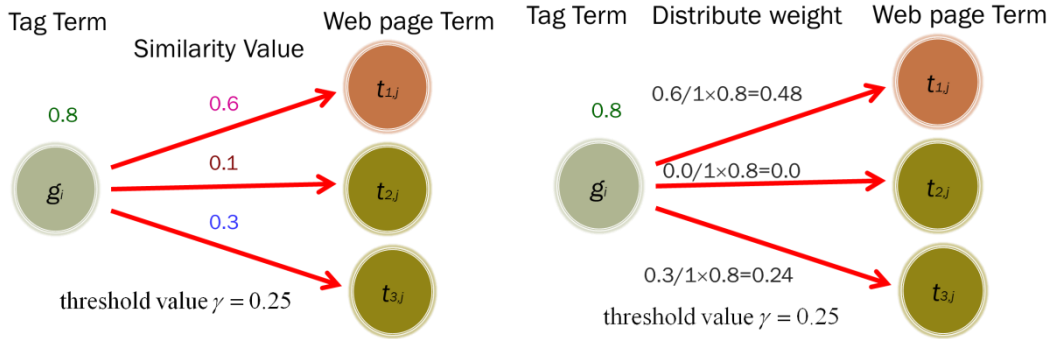 Tag Term
Similarity Value
Web page Term
0.8
0.6
0.1
0.3
gi
t1,j
t2,j
t3,j
threshold value γ = 0.25
Tag Term
Distribute weight
Web page Term
0.8
0.6/1×0.8=0.48
0.0/1×0.8=0.0
0.3/1×0.8=0.24
gi
t1,j
t2,j
t3,j
threshold value γ = 0.25